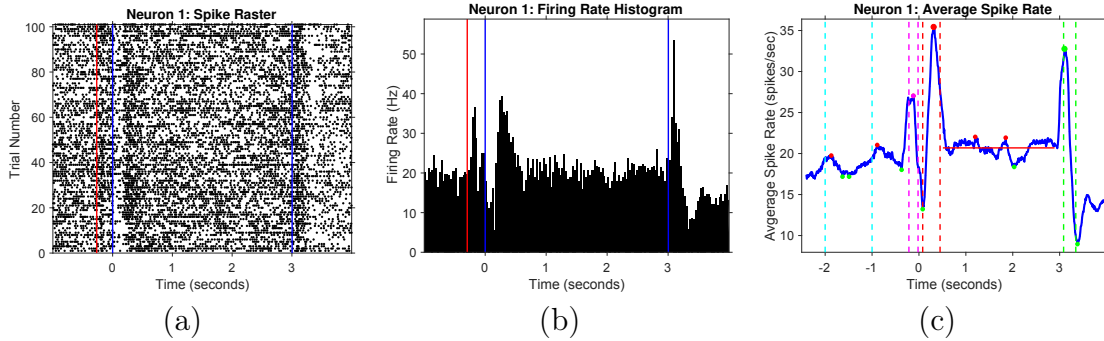 Neuron 1: Spike Raster
Trial Number
100
80
60
40
20
0
0
1
2
3
Time (seconds)
(a)
Neuron 1: Firing Rate Histogram
Firing Rate (Hz)
50
40
30
20
10
0
0
1
2
3
Time (seconds)
(b)
Neuron 1: Average Spike Rate
Avgerage Spike Rate (spikes/sec)
35
30
25
20
15
10
-2
-1
0
1
2
3
Time (seconds)
(c)